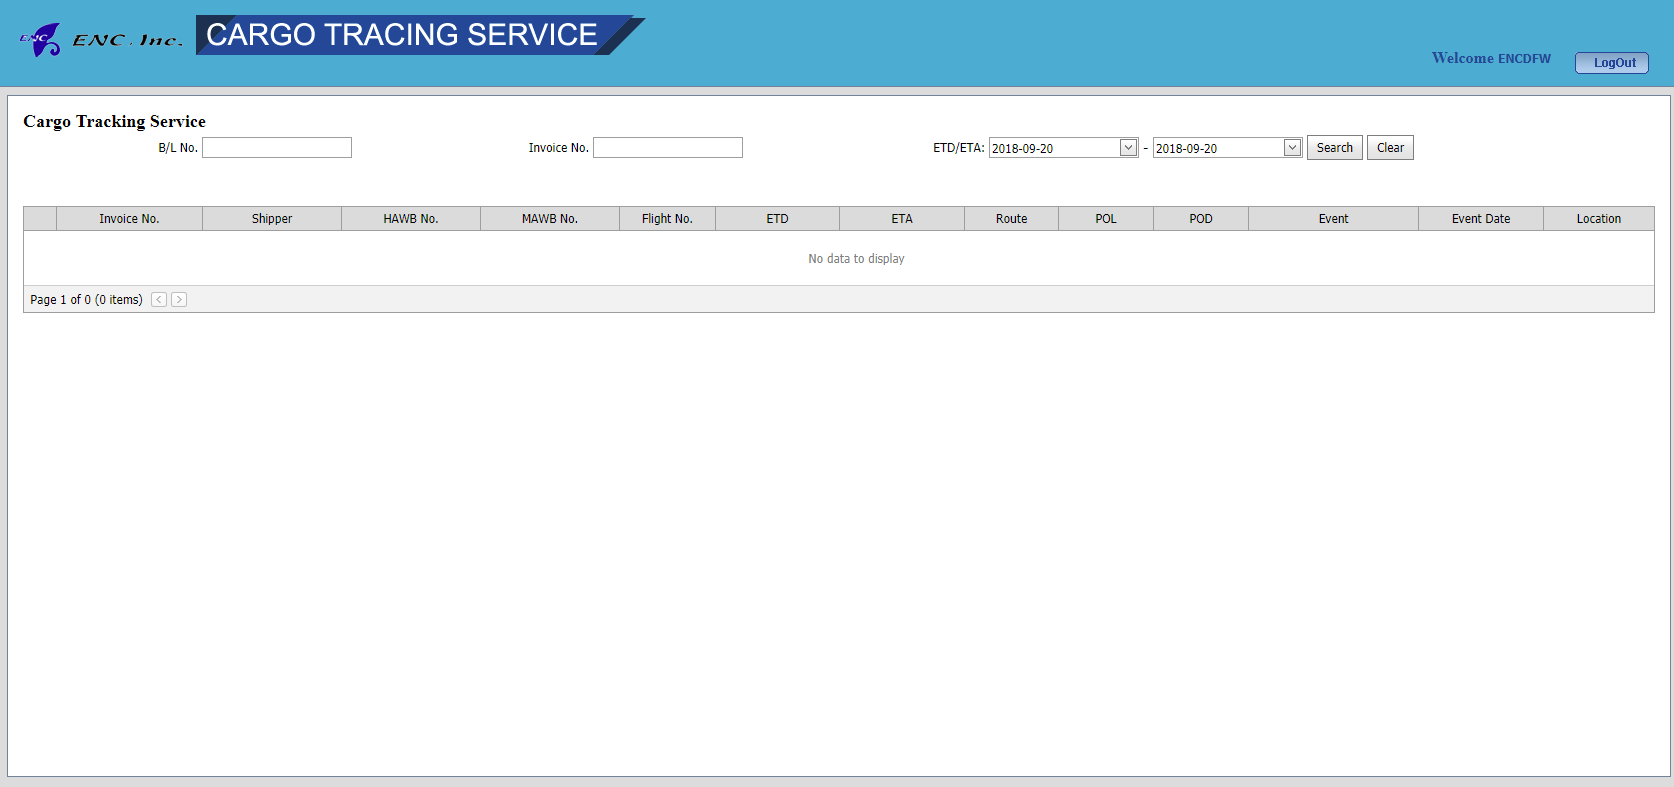 ENC ENC. Inc. CARGO TRACING SERVICE
Welcome ENCDFW LogOut
Cargo Tracking Service
B/L No. Invoice No. ETD/ETA: 2018-09-20 - 2018-09-20 Search Clear
Invoice No. Shipper HAWB No. MAWB No. Flight No. ETD ETA Route POL POD Event Event Date Location
No data to display
Page 1 of 0 (0 items) < >